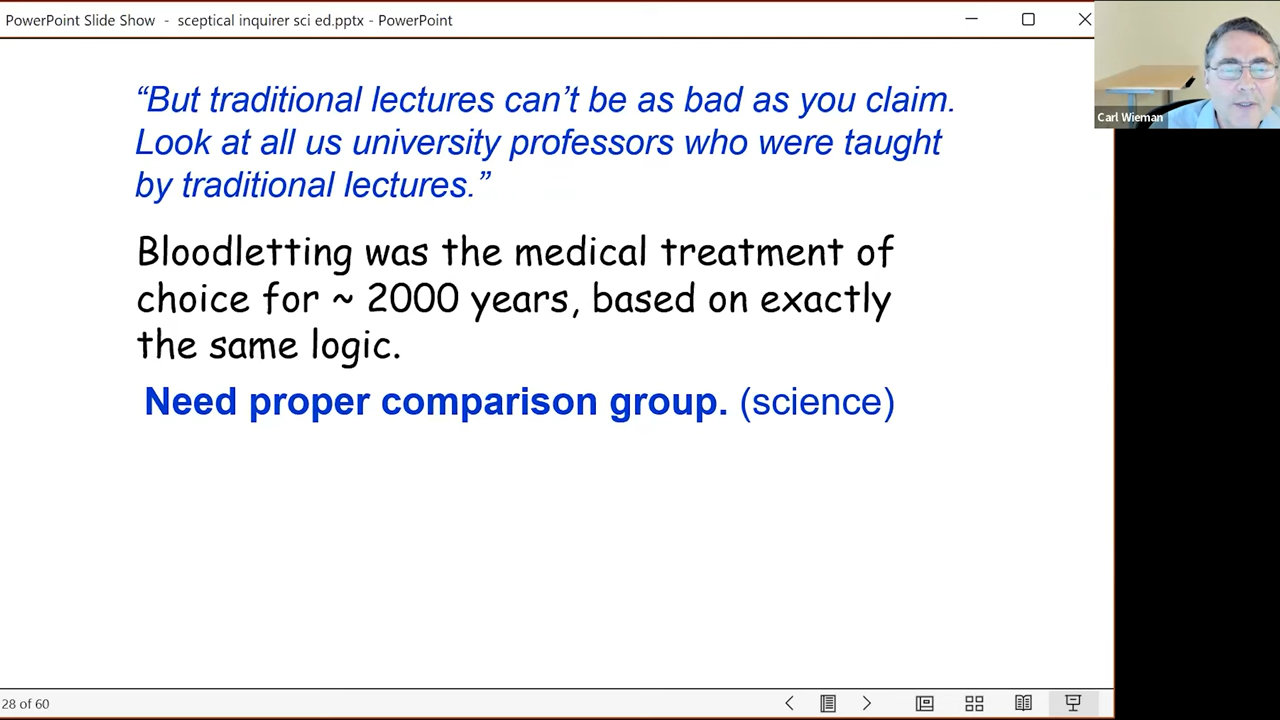 PowerPoint Slide Show - sceptical inquirer sci ed.pptx - PowerPoint
Carl Wieman
“But traditional lectures can’t be as bad as you claim.
Look at all us university professors who were taught
by traditional lectures.”
Bloodletting was the medical treatment of
choice for ~ 2000 years, based on exactly
the same logic.
Need proper comparison group. (science)
28 of 60